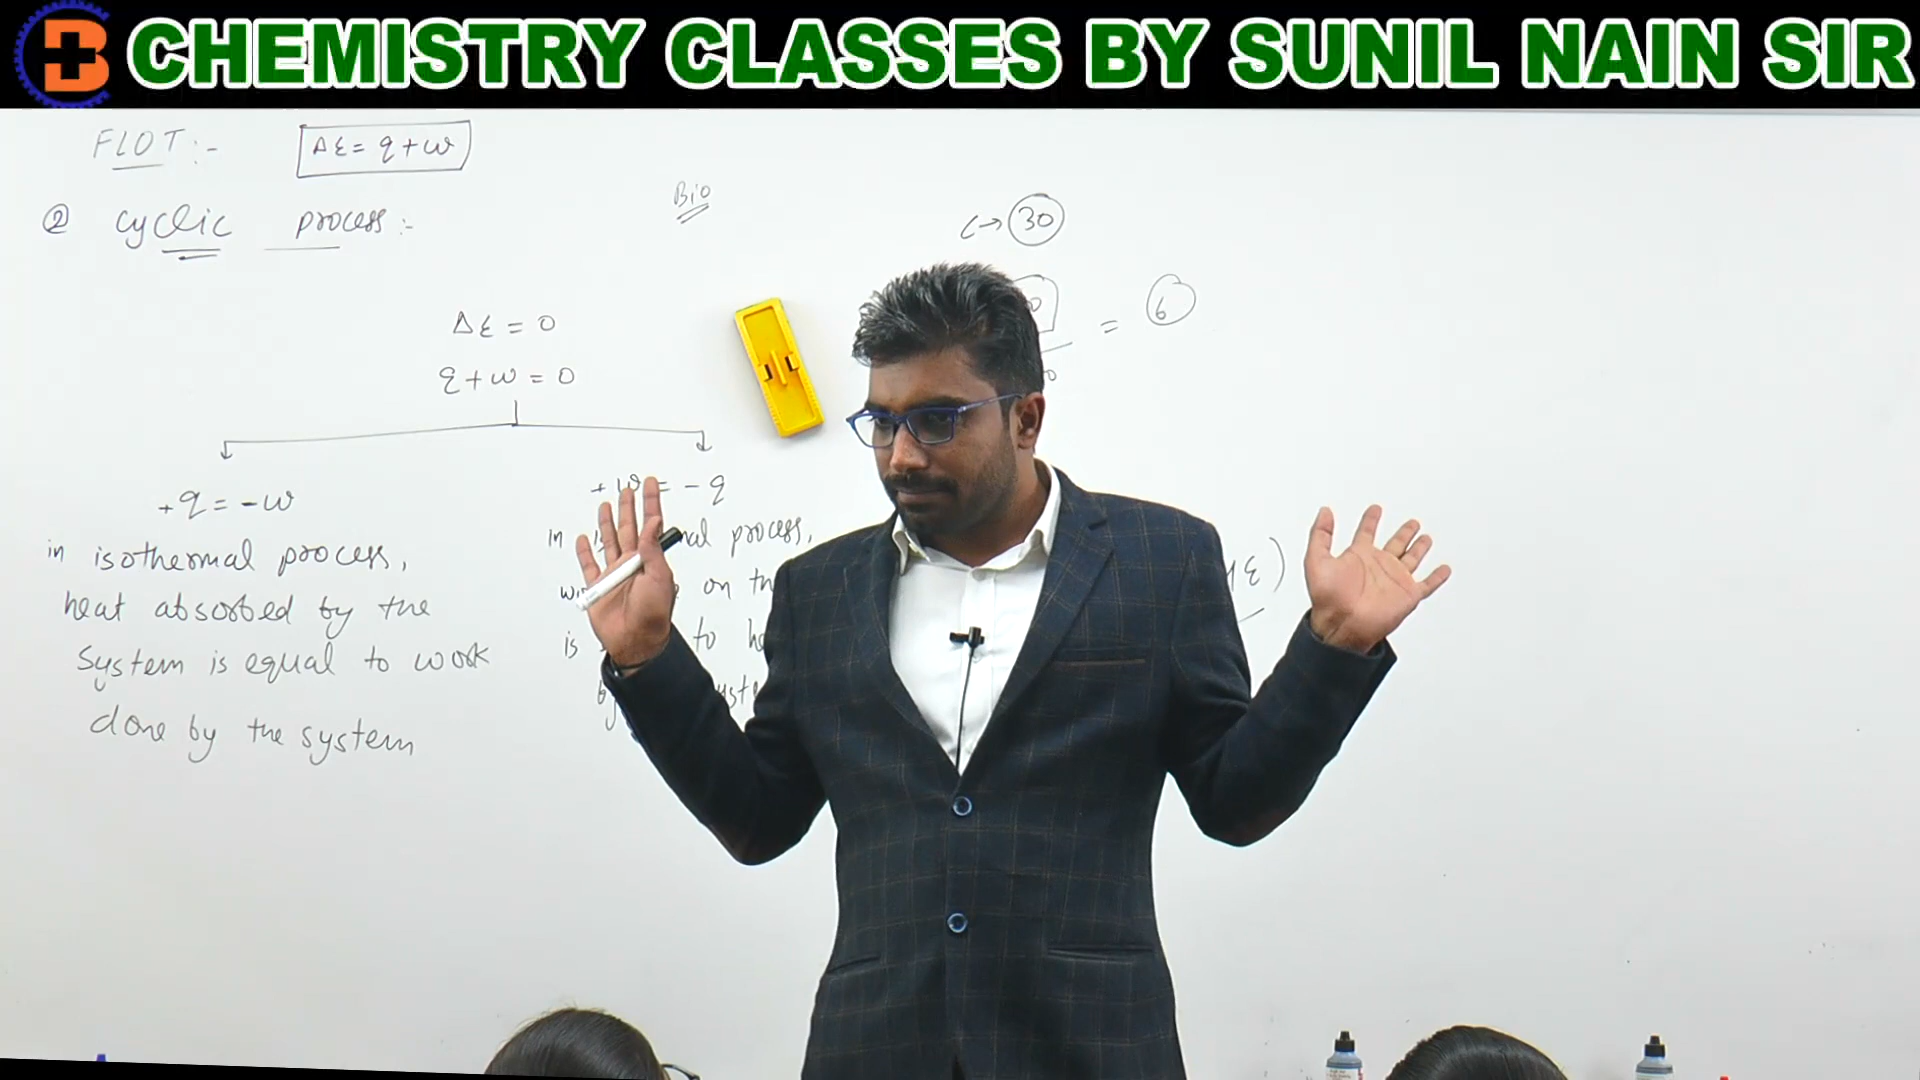 CHEMISTRY CLASSES BY SUNIL NAIN SIR
FLOT :- ΔE = q + w
② cyclic process :-
Bio
30
= 6
ΔE = 0
q + w = 0
+q = -w
in isothermal process,
heat absorbed by the
system is equal to work
done by the system
+w = -q
in process,
on
is to
by